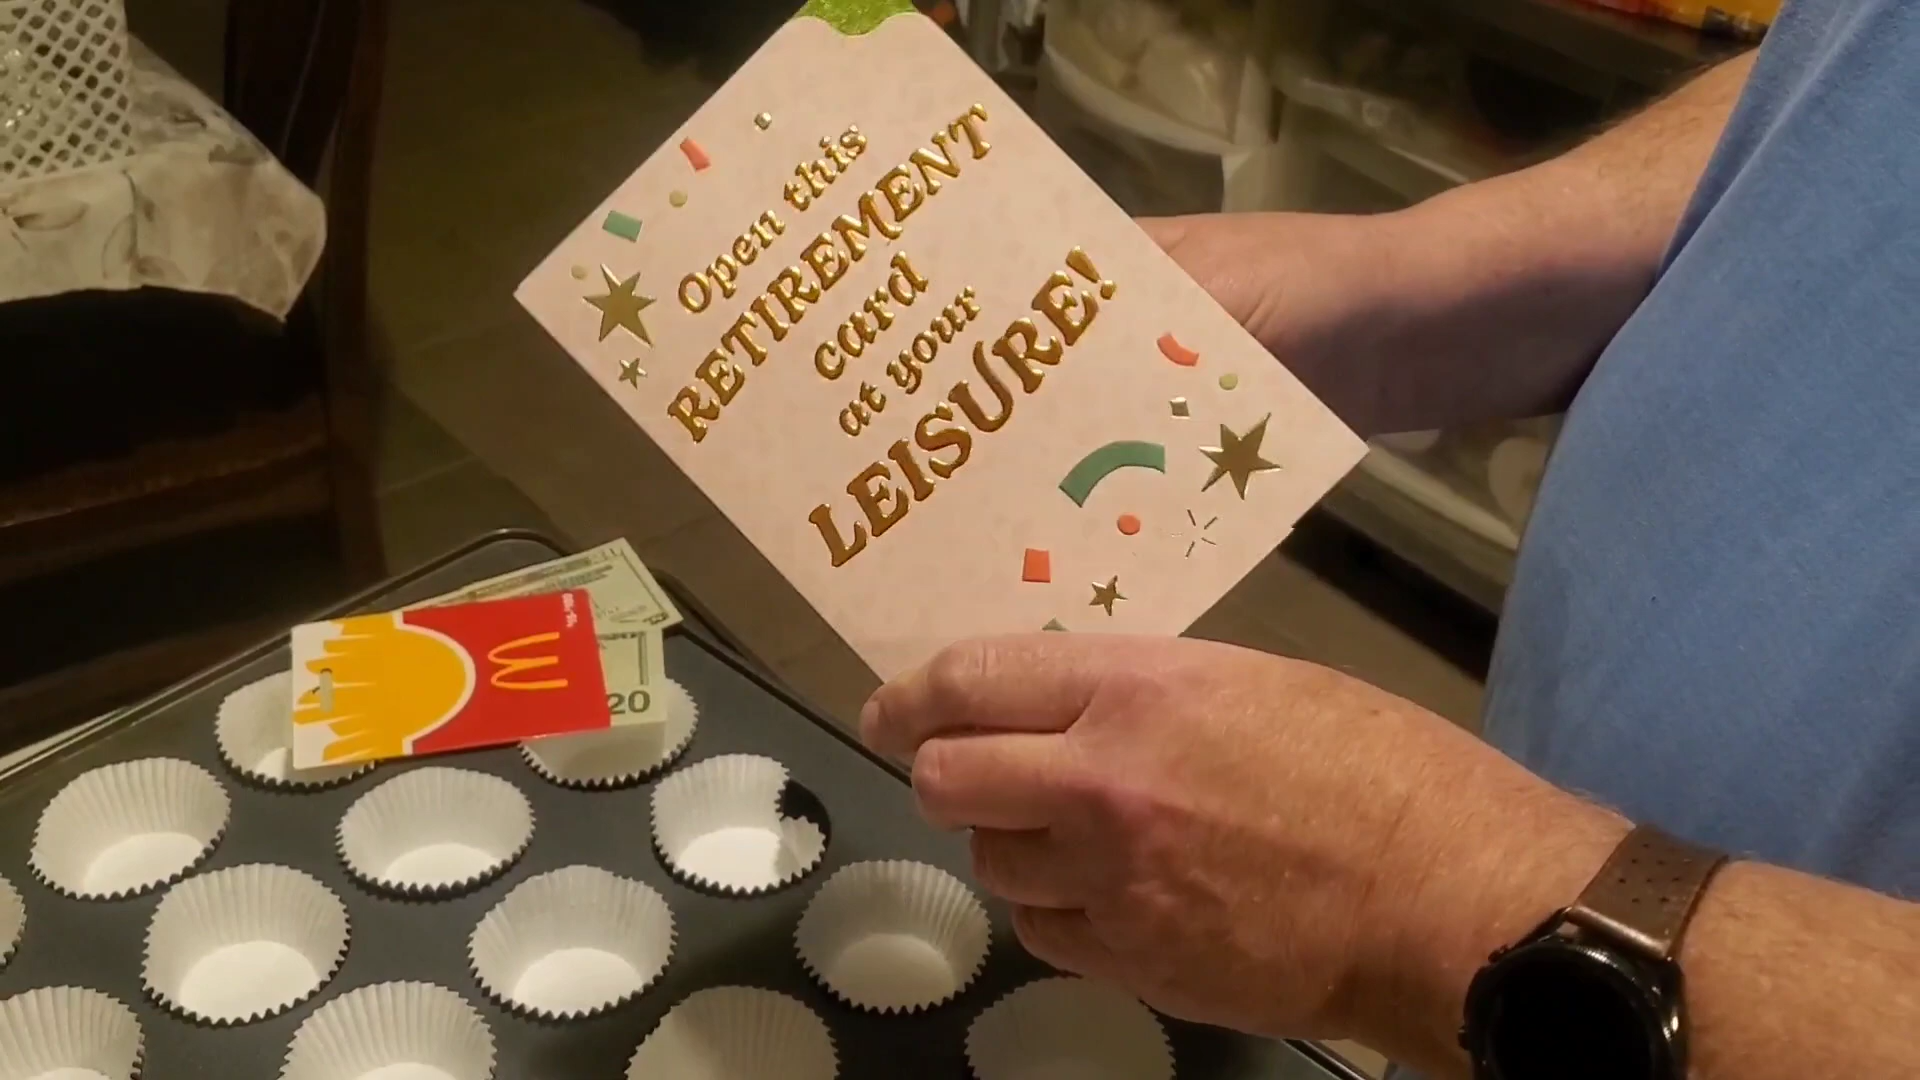 Open this
RETIREMENT
card
at your
LEISURE!
M
20